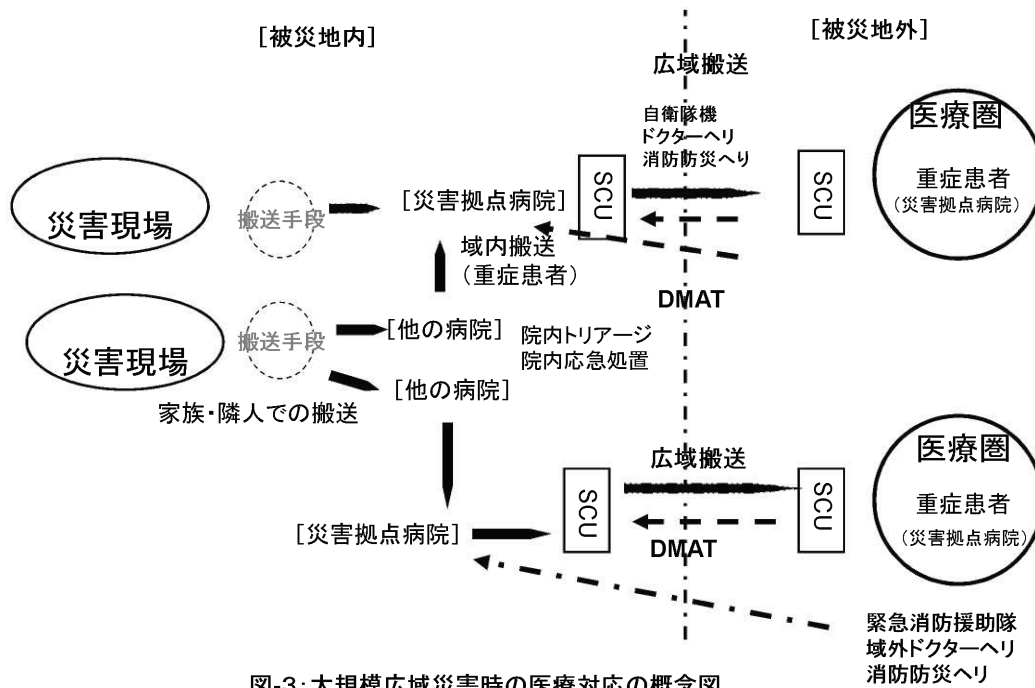 [被災地内]
[被災地外]
広域搬送
自衛隊機
ドクターヘリ
消防防災へり
SCU
SCU
医療圏
重症患者
(災害拠点病院)
災害現場
搬送手段
[災害拠点病院]
域内搬送
(重症患者)
DMAT
災害現場
搬送手段
[他の病院]
院内トリアージ
院内応急処置
[他の病院]
家族・隣人での搬送
広域搬送
SCU
SCU
DMAT
医療圏
重症患者
(災害拠点病院)
[災害拠点病院]
緊急消防援助隊
域外ドクターヘリ
消防防災ヘリ
図-3:大規模広域災害時の医療対応の概念図